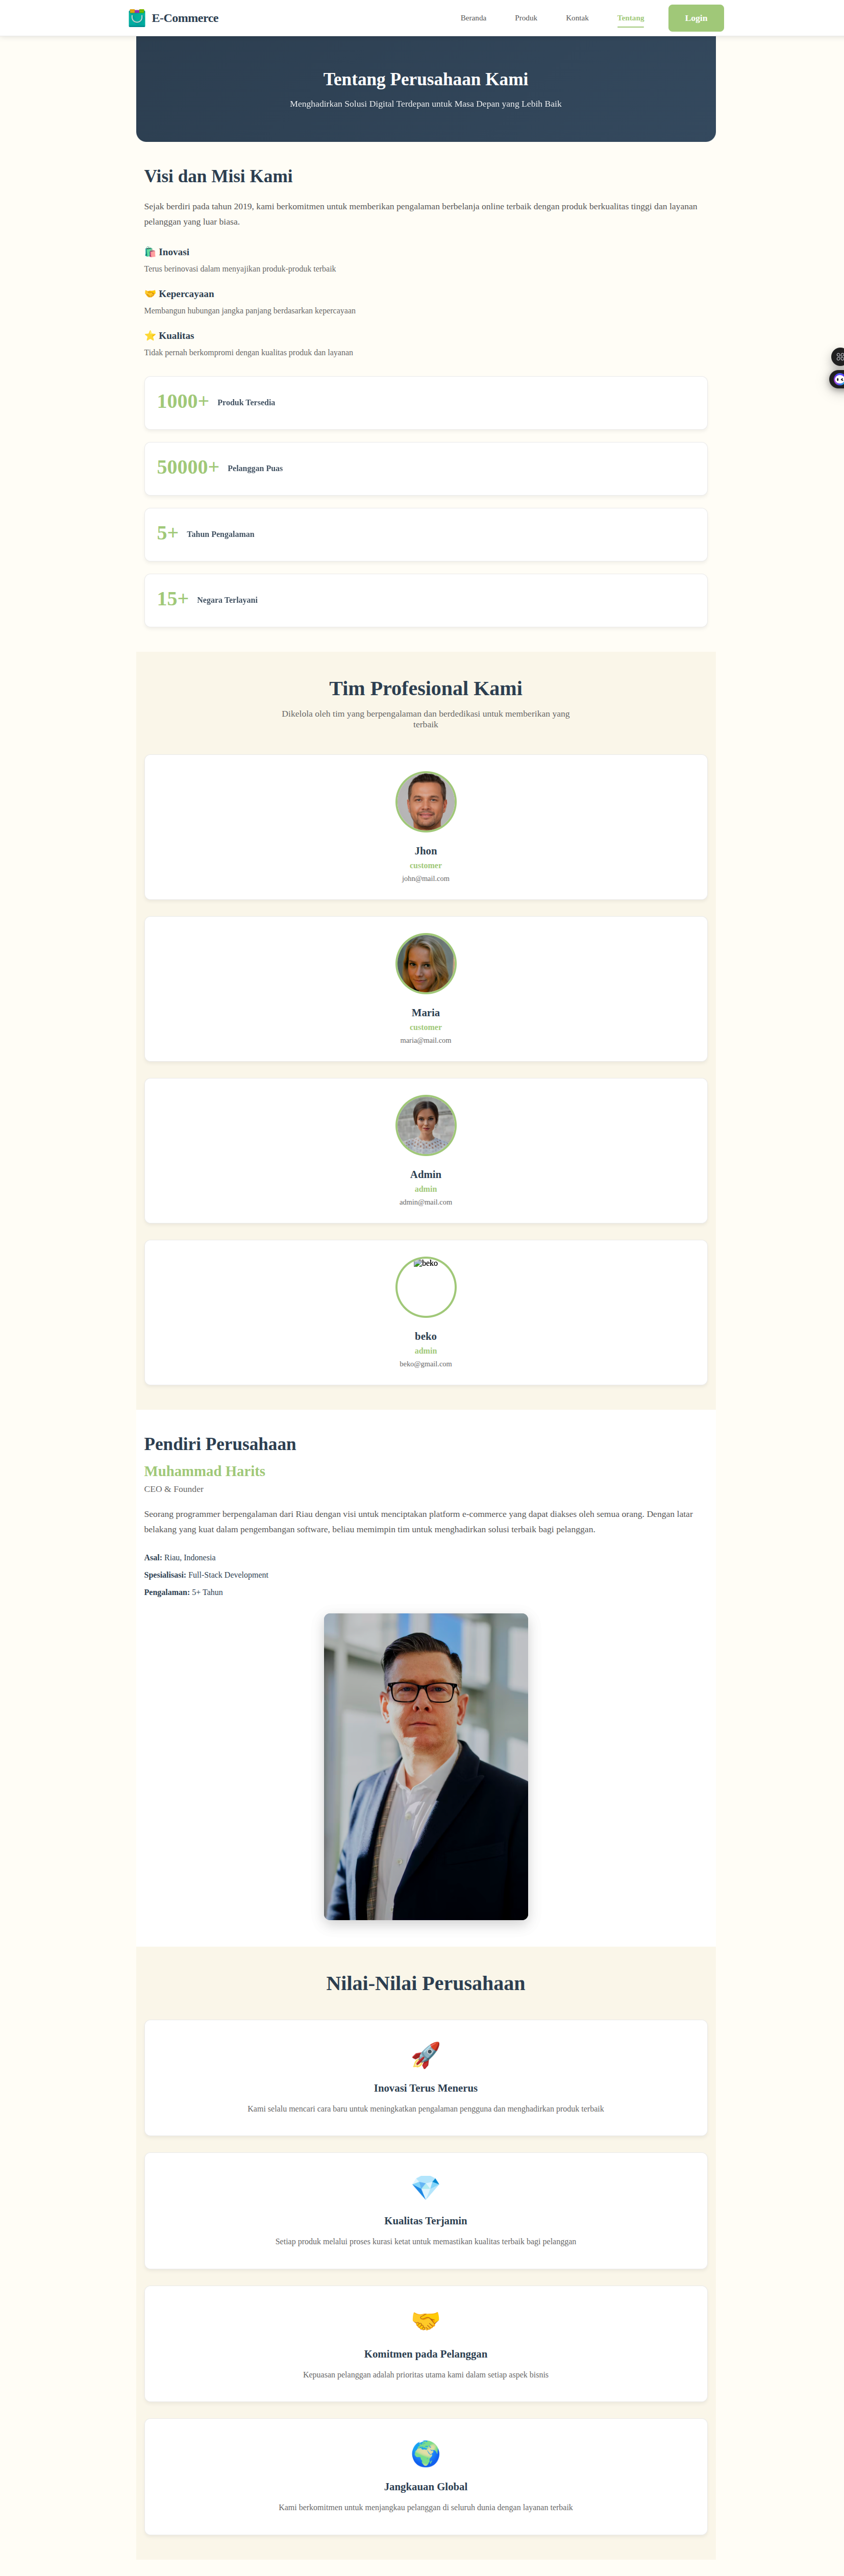 E-Commerce
Beranda
Produk
Kontak
Tentang
Login
Tentang Perusahaan Kami
Menghadirkan Solusi Digital Terdepan untuk Masa Depan yang Lebih Baik
Visi dan Misi Kami
Sejak berdiri pada tahun 2019, kami berkomitmen untuk memberikan pengalaman berbelanja online terbaik dengan produk berkualitas tinggi dan layanan
pelanggan yang luar biasa.
🛍️ Inovasi
Terus berinovasi dalam menyajikan produk-produk terbaik
🤝 Kepercayaan
Membangun hubungan jangka panjang berdasarkan kepercayaan
⭐ Kualitas
Tidak pernah berkompromi dengan kualitas produk dan layanan
1000+ Produk Tersedia
50000+ Pelanggan Puas
5+ Tahun Pengalaman
15+ Negara Terlayani
Tim Profesional Kami
Dikelola oleh tim yang berpengalaman dan berdedikasi untuk memberikan yang
terbaik
Jhon
customer
john@mail.com
Maria
customer
maria@mail.com
Admin
admin
admin@mail.com
beko
beko
admin
beko@gmail.com
Pendiri Perusahaan
Muhammad Harits
CEO & Founder
Seorang programmer berpengalaman dari Riau dengan visi untuk menciptakan platform e-commerce yang dapat diakses oleh semua orang. Dengan latar
belakang yang kuat dalam pengembangan software, beliau memimpin tim untuk menghadirkan solusi terbaik bagi pelanggan.
Asal: Riau, Indonesia
Spesialisasi: Full-Stack Development
Pengalaman: 5+ Tahun
Nilai-Nilai Perusahaan
Inovasi Terus Menerus
Kami selalu mencari cara baru untuk meningkatkan pengalaman pengguna dan menghadirkan produk terbaik
Kualitas Terjamin
Setiap produk melalui proses kurasi ketat untuk memastikan kualitas terbaik bagi pelanggan
Komitmen pada Pelanggan
Kepuasan pelanggan adalah prioritas utama kami dalam setiap aspek bisnis
Jangkauan Global
Kami berkomitmen untuk menjangkau pelanggan di seluruh dunia dengan layanan terbaik